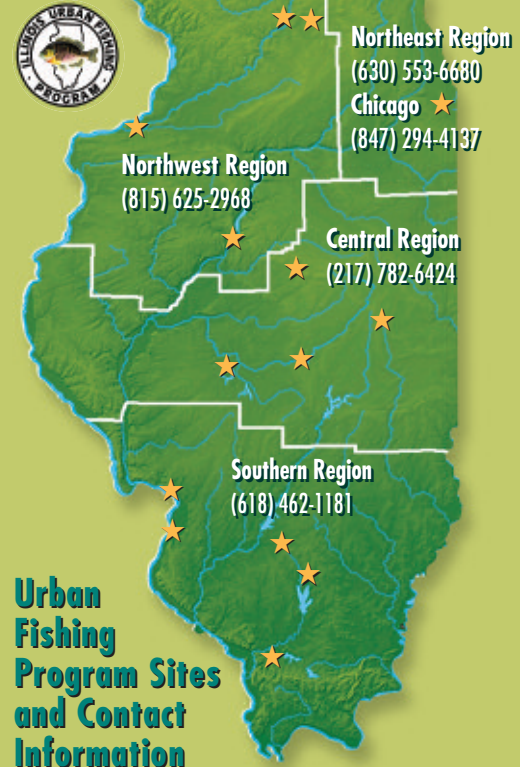 ILLINOIS URBAN FISHING
PROGRAM
Northeast Region
(630) 553-6680
Chicago
(847) 294-4137
Northwest Region
(815) 625-2968
Central Region
(217) 782-6424
Southern Region
(618) 462-1181
Urban
Fishing
Program Sites
and Contact
Information